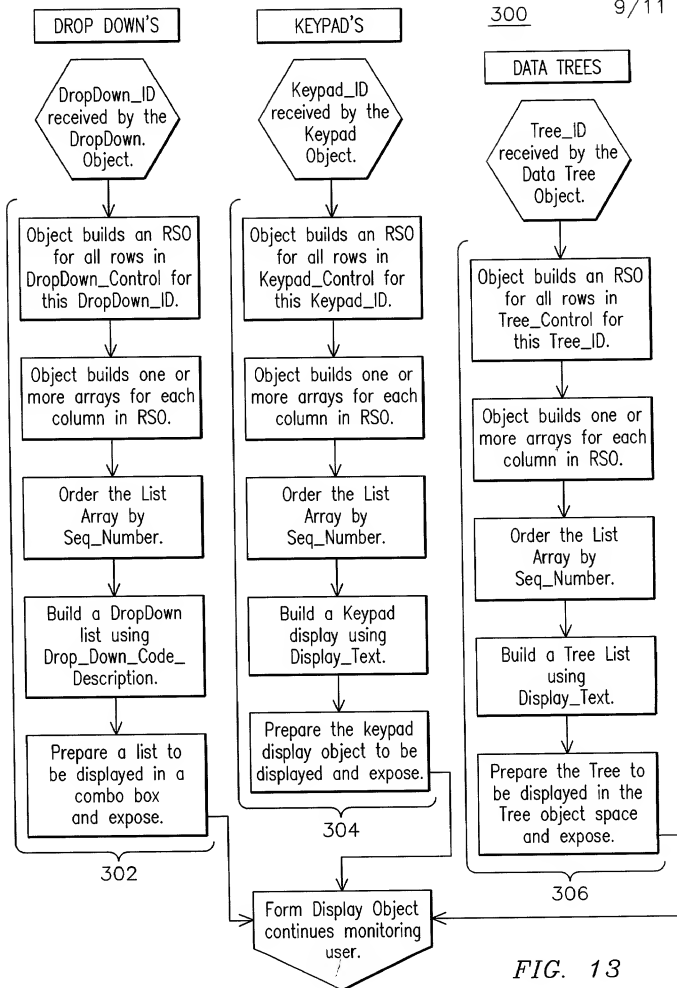 300
9/11
DROP DOWN'S
DropDown_ID
received by the
DropDown.
Object.
Object builds an RSO
for all rows in
DropDown_Control for
this DropDown_ID.
Object builds one or
more arrays for each
column in RSO.
Order the List
Array by
Seq_Number.
Build a DropDown
list using
Drop_Down_Code_
Description.
Prepare a list to
be displayed in a
combo box
and expose.
302
KEYPAD'S
Keypad_ID
received by the
Keypad
Object.
Object builds an RSO
for all rows in
Keypad_Control for
this Keypad_ID.
Object builds one or
more arrays for each
column in RSO.
Order the List
Array by
Seq_Number.
Build a Keypad
display using
Display_Text.
Prepare the keypad
display object to be
displayed and expose.
304
DATA TREES
Tree_ID
received by the
Data Tree
Object.
Object builds an RSO
for all rows in
Tree_Control for
this Tree_ID.
Object builds one or
more arrays for each
column in RSO.
Order the List
Array by
Seq_Number.
Build a Tree List
using
Display_Text.
Prepare the Tree to
be displayed in the
Tree object space
and expose.
306
Form Display Object
continues monitoring
user.
FIG. 13